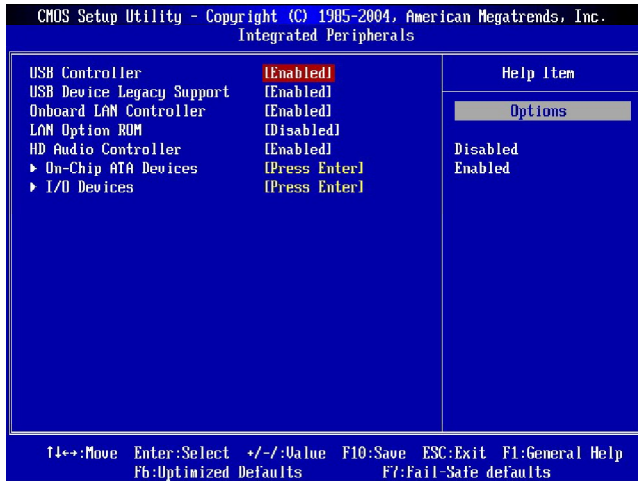 CMOS Setup Utility - Copyright (C) 1985-2004, American Megatrends, Inc.
Integrated Peripherals
USB Controller [Enabled]
USB Device Legacy Support [Enabled]
Onboard LAN Controller [Enabled]
LAN Option ROM [Disabled]
HD Audio Controller [Enabled]
► On-Chip ATA Devices [Press Enter]
► I/O Devices [Press Enter]
Help Item
Options
Disabled
Enabled
↑↓←→:Move Enter:Select +/-/:Value F10:Save ESC:Exit F1:General Help
F6:Optimized Defaults F7:Fail-Safe defaults